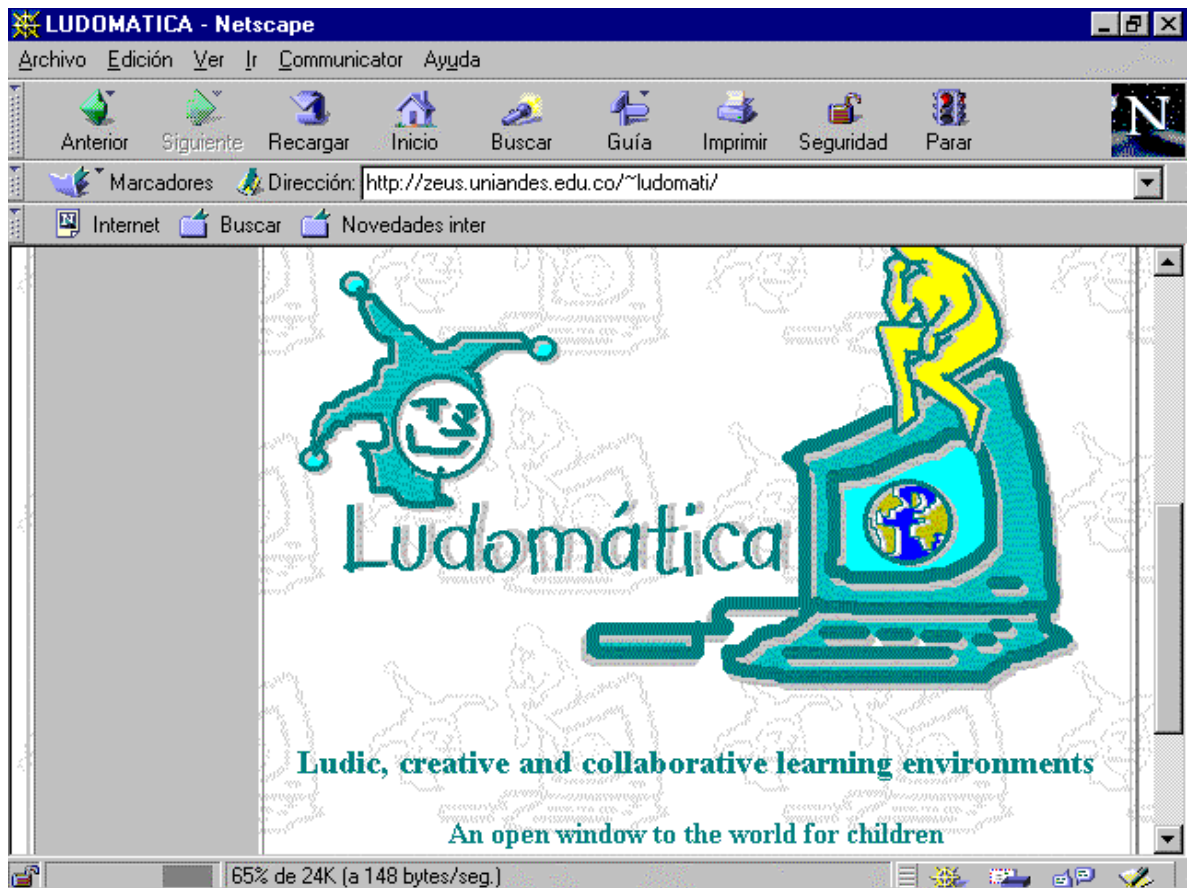 LUDOMATICA - Netscape
Archivo Edición Ver Ir Communicator Ayuda
Anterior Siguiente Recargar Inicio Buscar Guía Imprimir Seguridad Parar
N
Marcadores Dirección: http://zeus.uniandes.edu.co/~ludomati/
Internet Buscar Novedades inter
Ludomática
Ludic, creative and collaborative learning environments
An open window to the world for children
65% de 24K (a 148 bytes/seg.)